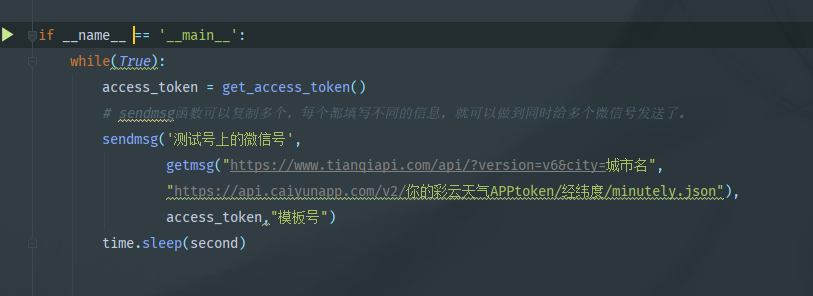 if __name__ == '__main__':
while(True):
access_token = get_access_token()
# sendmsg函数可以复制多个，每个都填写不同的信息，就可以做到同时给多个微信号发送了。
sendmsg('测试号上的微信号',
getmsg("https://www.tianqiapi.com/api/?version=v6&city=城市名",
"https://api.caiyunapp.com/v2/你的彩云天气APPtoken/经纬度/minutely.json"),
access_token,"模板号")
time.sleep(second)